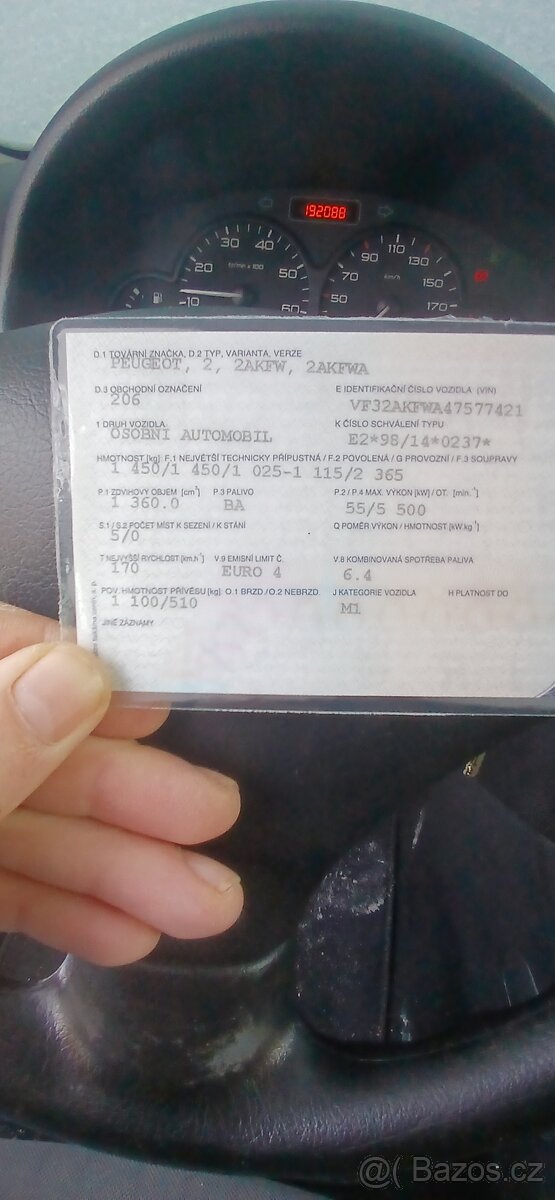 192088
30 40
20 tr/mn x 100 50
10 60
110
90 130
70 km/h 150
50 170
D.1 TOVÁRNÍ ZNAČKA, D.2 TYP, VARIANTA, VERZE
PEUGEOT, 2, 2AKFW, 2AKFWA
D.3 OBCHODNÍ OZNAČENÍ E IDENTIFIKAČNÍ ČÍSLO VOZIDLA (VIN)
206 VF32AKFWA47577421
1 DRUH VOZIDLA K ČÍSLO SCHVÁLENÍ TYPU
OSOBNÍ AUTOMOBIL E2*98/14*0237*
HMOTNOST [kg]: F.1 NEJVĚTŠÍ TECHNICKY PŘÍPUSTNÁ / F.2 POVOLENÁ / G PROVOZNÍ / F.3 SOUPRAVY
1 450/1 450/1 025-1 115/2 365
P.1 ZDVIHOVÝ OBJEM [cm³] P.3 PALIVO P.2 / P.4 MAX. VÝKON [kW] / OT. [min.⁻¹]
1 360.0 BA 55/5 500
S.1 / S.2 POČET MÍST K SEZENÍ / K STÁNÍ Q POMĚR VÝKON / HMOTNOST [kW.kg⁻¹]
5/0
T NEJVYŠŠÍ RYCHLOST [km.h⁻¹] V.9 EMISNÍ LIMIT Č. V.8 KOMBINOVANÁ SPOTŘEBA PALIVA
170 EURO 4 6.4
POV. HMOTNOST PŘÍVĚSU [kg]: O.1 BRZD./O.2 NEBRZD. J KATEGORIE VOZIDLA H PLATNOST DO
1 100/510 M1
JINÉ ZÁZNAMY
@( Bazos.cz